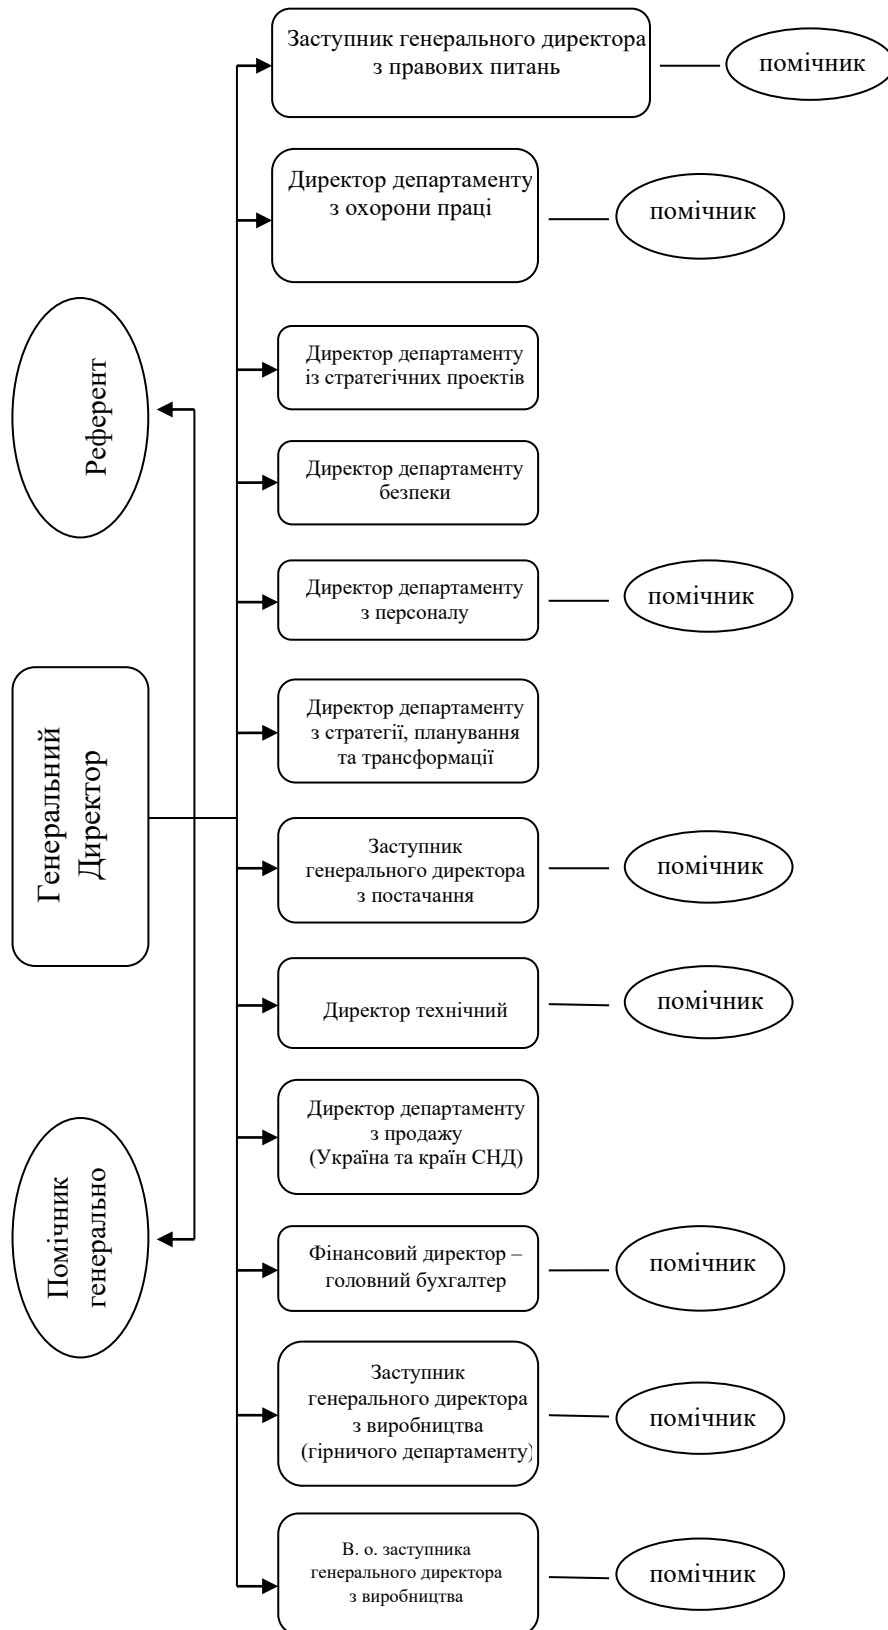 Заступник генерального директора
з правових питань
помічник
Директор департаменту
з охорони праці
помічник
Референт
Директор департаменту
із стратегічних проектів
Директор департаменту
безпеки
Директор департаменту
з персоналу
помічник
Генеральний
Директор
Директор департаменту
з стратегії, планування
та трансформації
Заступник
генерального директора
з постачання
помічник
Директор технічний
помічник
Директор департаменту
з продажу
(Україна та країн СНД)
Помічник
генерально
Фінансовий директор –
головний бухгалтер
помічник
Заступник
генерального директора
з виробництва
(гірничого департаменту)
помічник
В. о. заступника
генерального директора
з виробництва
помічник